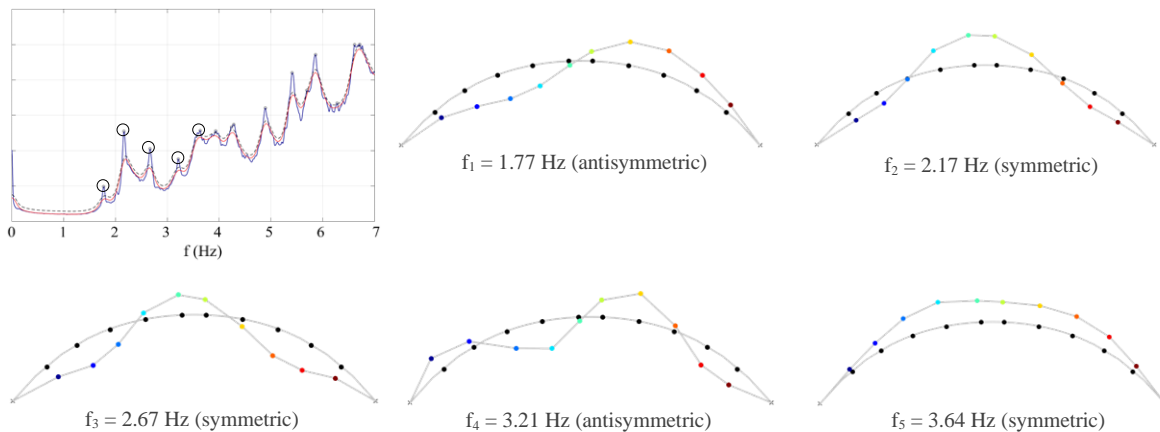 0 1 2 3 4 5 6 7
f (Hz)
f₁ = 1.77 Hz (antisymmetric)
f₂ = 2.17 Hz (symmetric)
f₃ = 2.67 Hz (symmetric)
f₄ = 3.21 Hz (antisymmetric)
f₅ = 3.64 Hz (symmetric)